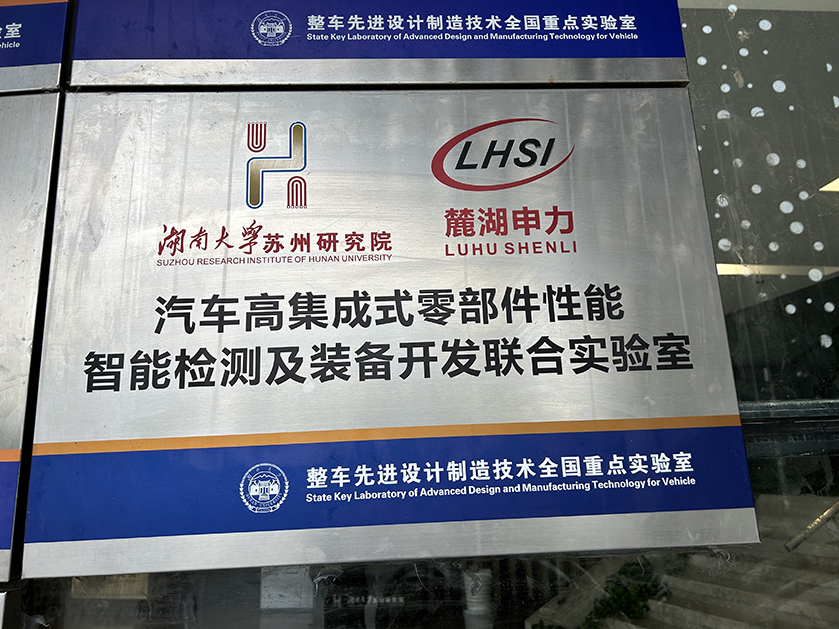 验室
ehicle
整车先进设计制造技术全国重点实验室
State Key Laboratory of Advanced Design and Manufacturing Technology for Vehicle
LHSI
湖南大学苏州研究院
SUZHOU RESEARCH INSTITUTE OF HUNAN UNIVERSITY
麓湖申力
LUHU SHENLI
汽车高集成式零部件性能
智能检测及装备开发联合实验室
整车先进设计制造技术全国重点实验室
State Key Laboratory of Advanced Design and Manufacturing Technology for Vehicle